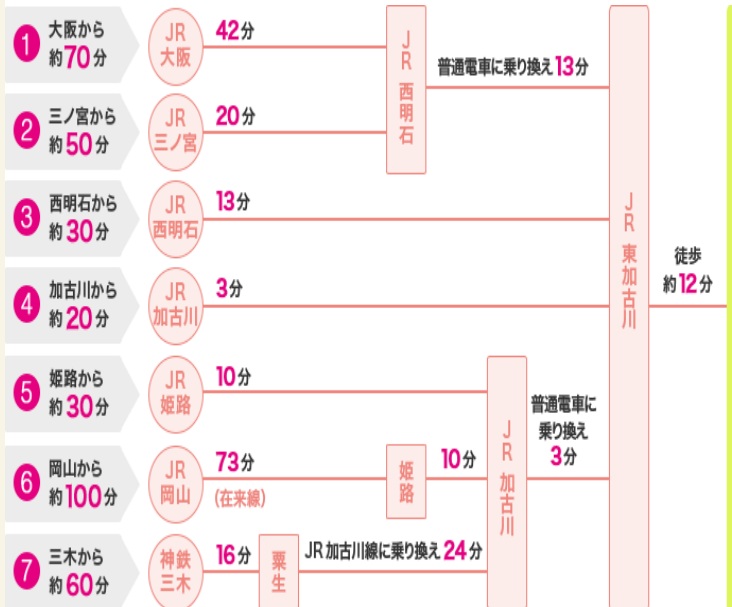 1 大阪から
約70分
JR
大阪
42分
2 三ノ宮から
約50分
JR
三ノ宮
20分
JR 西明石
普通電車に乗り換え13分
3 西明石から
約30分
JR
西明石
13分
4 加古川から
約20分
JR
加古川
3分
5 姫路から
約30分
JR
姫路
10分
6 岡山から
約100分
JR
岡山
73分
(在来線)
姫路
10分
7 三木から
約60分
神鉄
三木
16分
粟生
JR加古川線に乗り換え24分
JR 加古川
普通電車に
乗り換え
3分
JR 東加古川
徒歩
約12分